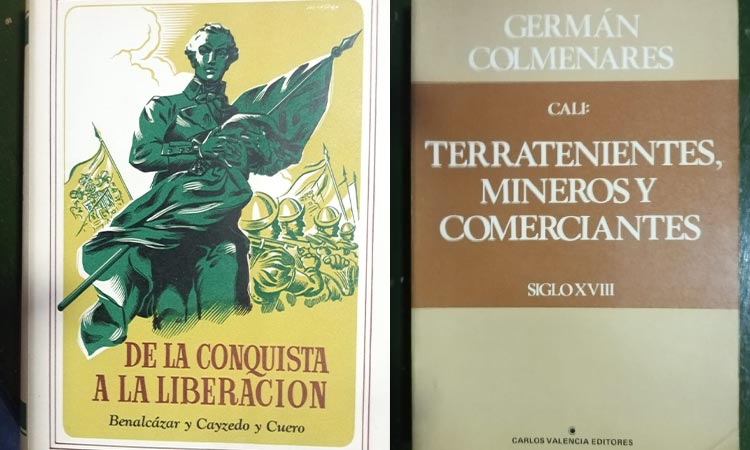 DE LA CONQUISTA
A LA LIBERACION
Benalcázar y Cayzedo y Cuero
GERMÁN
COLMENARES
CALI:
TERRATENIENTES,
MINEROS Y
COMERCIANTES
SIGLO XVIII
CARLOS VALENCIA EDITORES